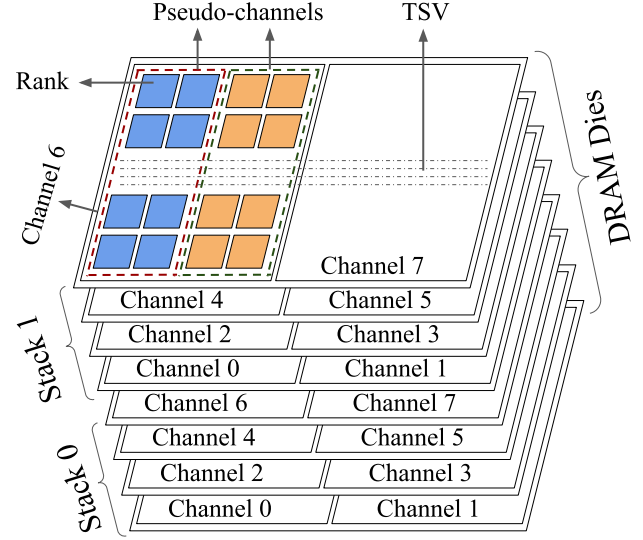 Pseudo-channels
TSV
Rank
Channel 6
DRAM Dies
Channel 7
Channel 4
Channel 5
Stack 1
Channel 2
Channel 3
Channel 0
Channel 1
Channel 6
Channel 7
Stack 0
Channel 4
Channel 5
Channel 2
Channel 3
Channel 0
Channel 1